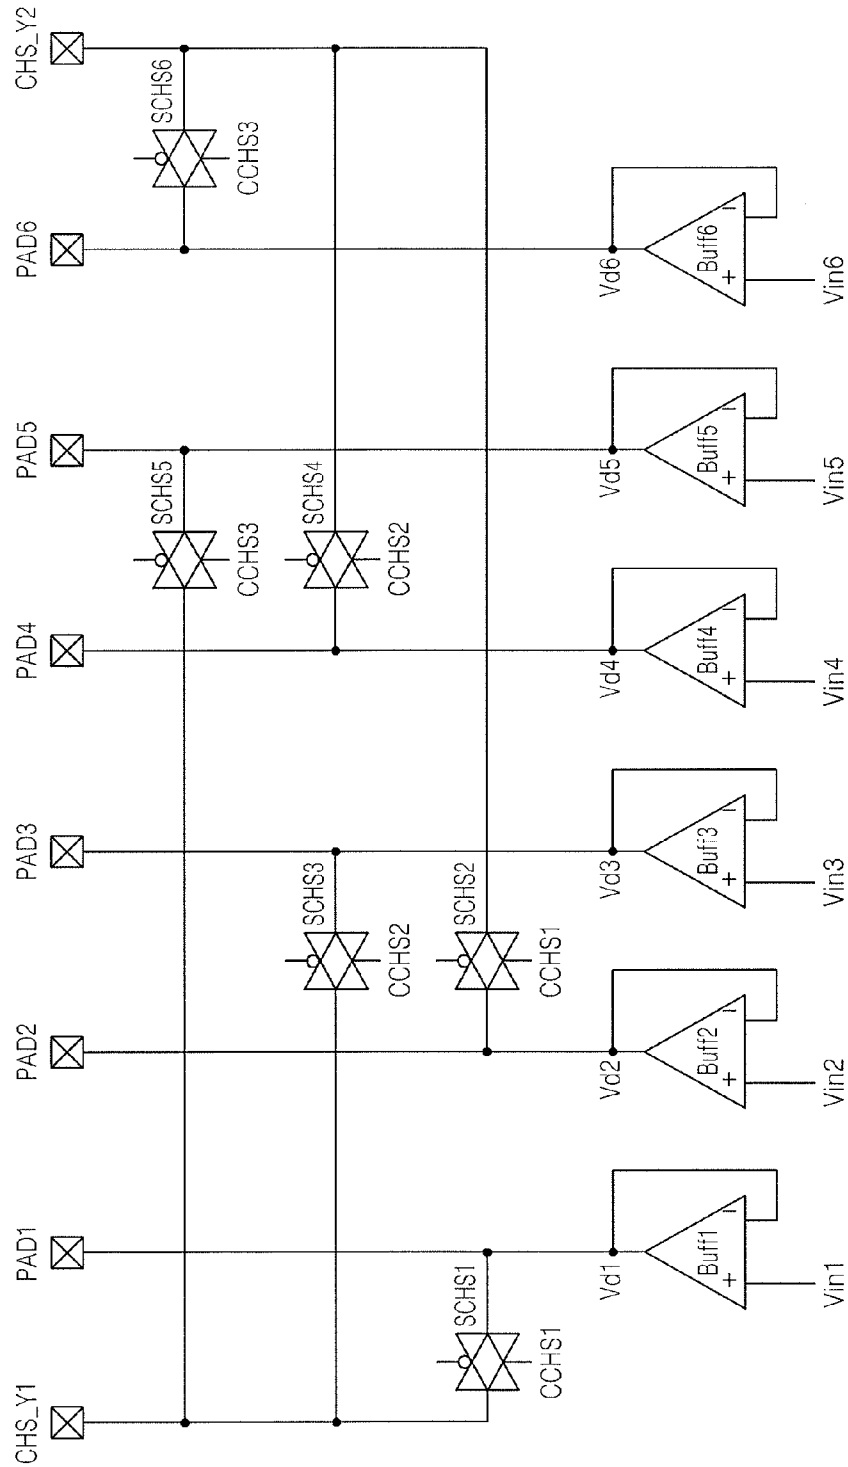 CHS_Y1
PAD1
PAD2
PAD3
PAD4
PAD5
PAD6
CHS_Y2
SCHS5
CCHS3
SCHS6
CCHS3
SCHS3
CCHS2
SCHS4
CCHS2
SCHS1
CCHS1
SCHS2
CCHS1
Vd1
Vd2
Vd3
Vd4
Vd5
Vd6
+ Buff1 −
+ Buff2 −
+ Buff3 −
+ Buff4 −
+ Buff5 −
+ Buff6 −
Vin1
Vin2
Vin3
Vin4
Vin5
Vin6